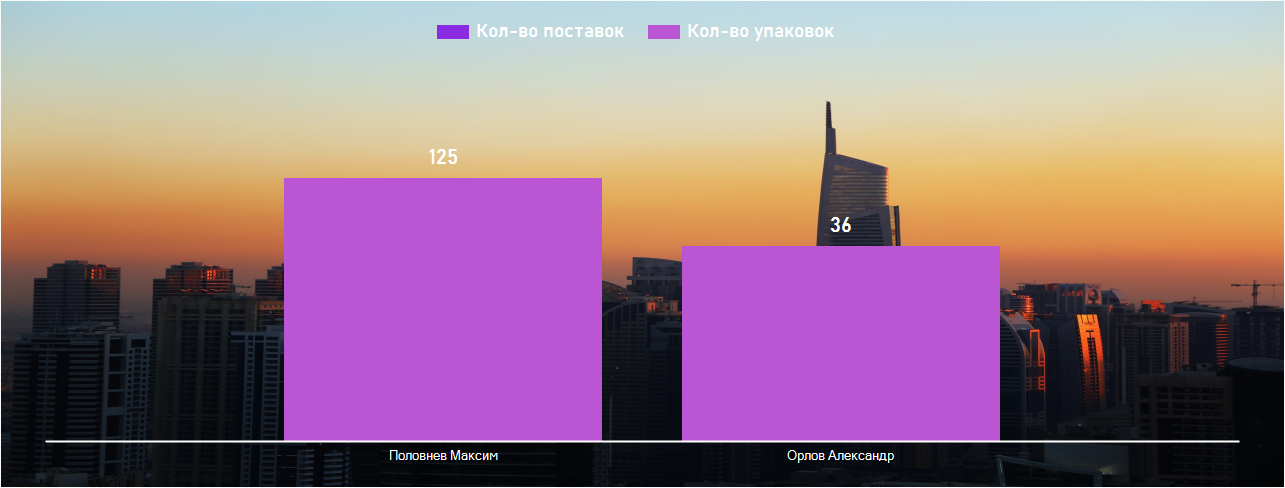 Кол-во поставок Кол-во упаковок
125
36
Половнев Максим Орлов Александр